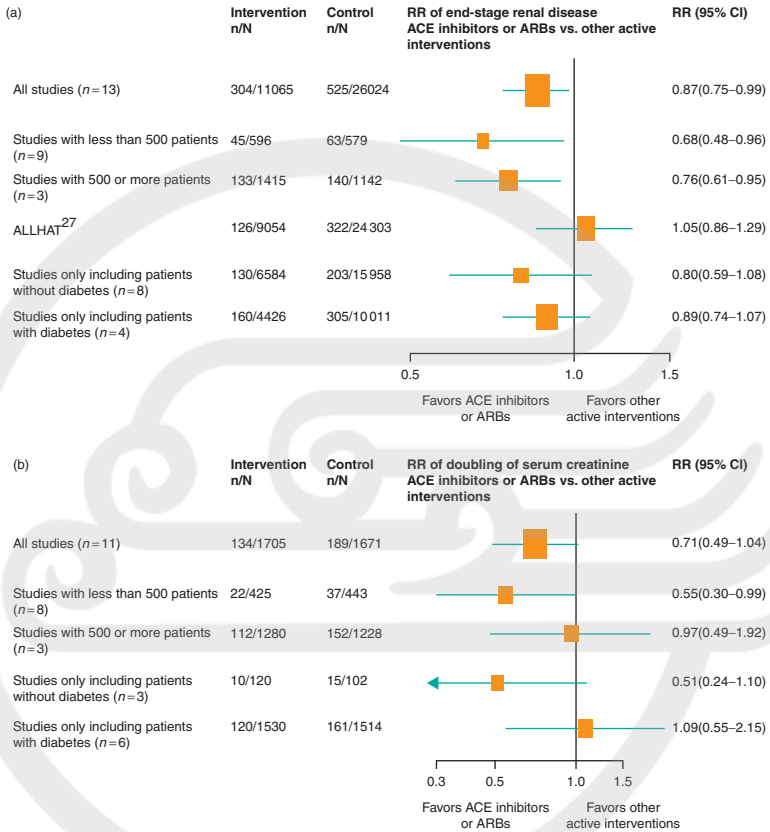 (a)
Intervention n/N
Control n/N
RR of end-stage renal disease
ACE inhibitors or ARBs vs. other active
interventions
RR (95% CI)
All studies (n=13) 304/11065 525/26024 0.87(0.75–0.99)
Studies with less than 500 patients 45/596 63/579 0.68(0.48–0.96)
(n=9)
Studies with 500 or more patients 133/1415 140/1142 0.76(0.61–0.95)
(n=3)
ALLHAT27 126/9054 322/24 303 1.05(0.86–1.29)
Studies only including patients 130/6584 203/15 958 0.80(0.59–1.08)
without diabetes (n=8)
Studies only including patients 160/4426 305/10 011 0.89(0.74–1.07)
with diabetes (n=4)
0.5 1.0 1.5
Favors ACE inhibitors Favors other
or ARBs active interventions
(b)
Intervention n/N
Control n/N
RR of doubling of serum creatinine
ACE inhibitors or ARBs vs. other active
interventions
RR (95% CI)
All studies (n=11) 134/1705 189/1671 0.71(0.49–1.04)
Studies with less than 500 patients 22/425 37/443 0.55(0.30–0.99)
(n=8)
Studies with 500 or more patients 112/1280 152/1228 0.97(0.49–1.92)
(n=3)
Studies only including patients 10/120 15/102 0.51(0.24–1.10)
without diabetes (n=3)
Studies only including patients 120/1530 161/1514 1.09(0.55–2.15)
with diabetes (n=6)
0.3 0.5 1.0 1.5
Favors ACE inhibitors Favors other
or ARBs active interventions